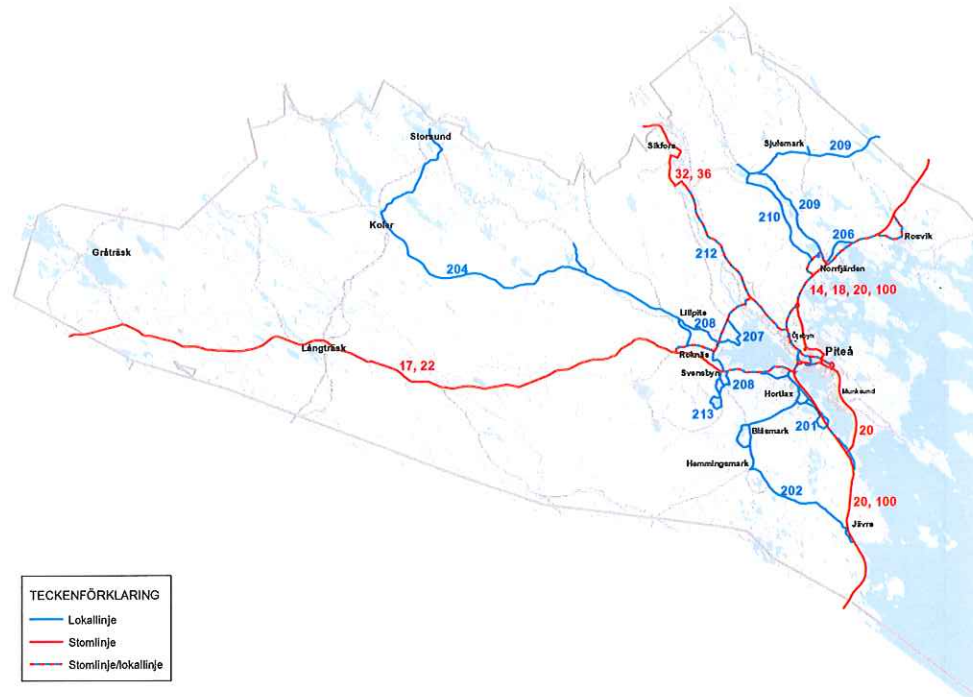 Storsund
Sikfors
Sjulsmark
209
32, 36
210
209
206
Rosvik
Koler
Gråträsk
212
204
Norrfjärden
14, 18, 20, 100
Lillpite
208
207
Öjebyn
Långträsk
17, 22
Roknäs
Piteå
Svensbyn
208
Munksund
Hortlax
213
201
Blåsmark
20
Hemmingsmark
202
20, 100
Jävre
TECKENFÖRKLARING
Lokallinje
Stomlinje
Stomlinje/lokallinje